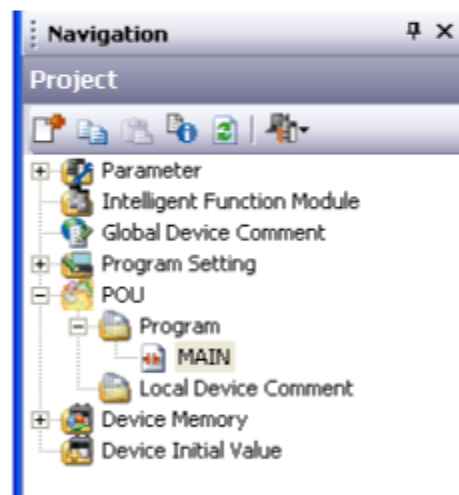 Navigation
Project
Parameter
Intelligent Function Module
Global Device Comment
Program Setting
POU
Program
MAIN
Local Device Comment
Device Memory
Device Initial Value